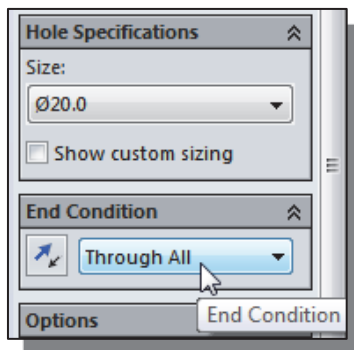 Hole Specifications
Size:
Ø20.0
Show custom sizing
End Condition
Through All
Options
End Condition